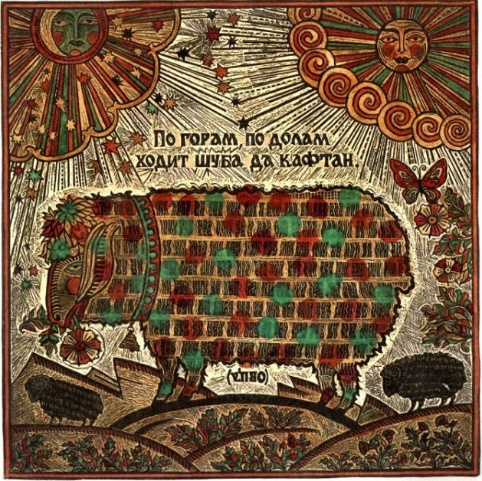 По горам, по долам,
ходит шуба да кафтан.
(овца)